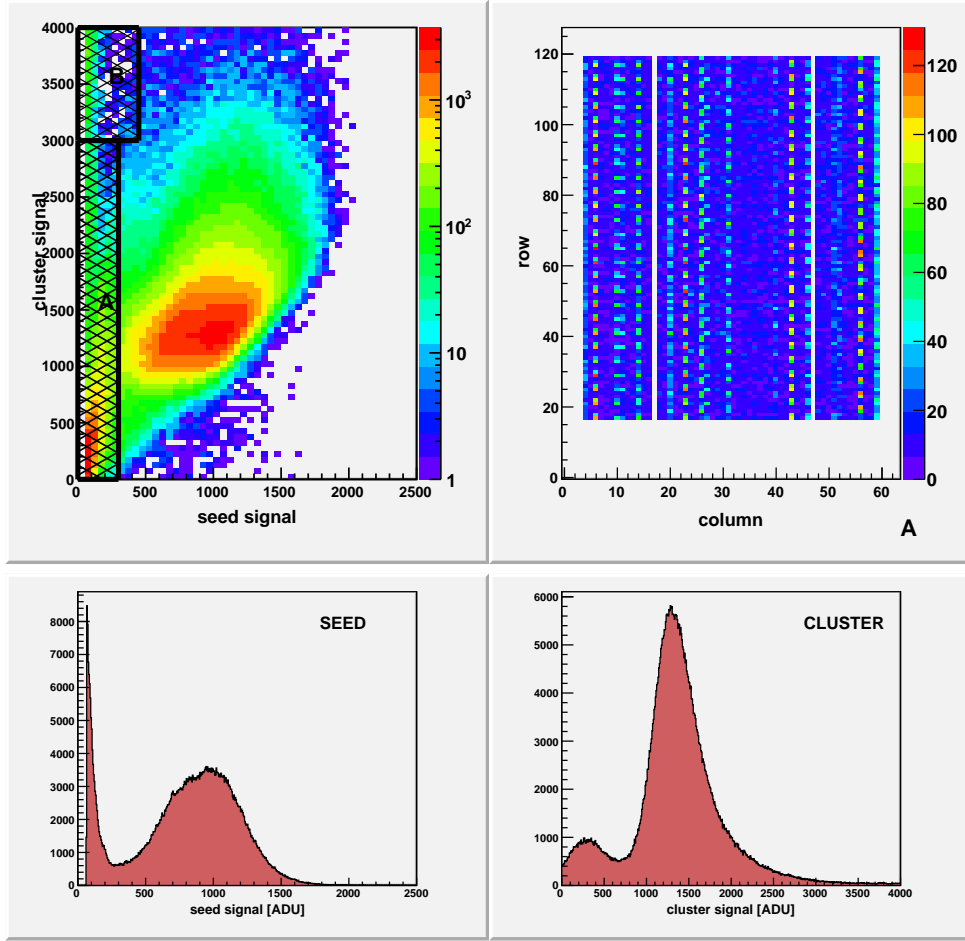 4000
3500
3000
2500
2000
1500
1000
500
0
cluster signal
B
A
0 500 1000 1500 2000 2500
seed signal
10³
10²
10
1
120
100
80
60
40
20
0
row
0 10 20 30 40 50 60
column
120
100
80
60
40
20
0
A
SEED
8000
7000
6000
5000
4000
3000
2000
1000
0
0 500 1000 1500 2000 2500
seed signal [ADU]
CLUSTER
6000
5000
4000
3000
2000
1000
0
0 500 1000 1500 2000 2500 3000 3500 4000
cluster signal [ADU]